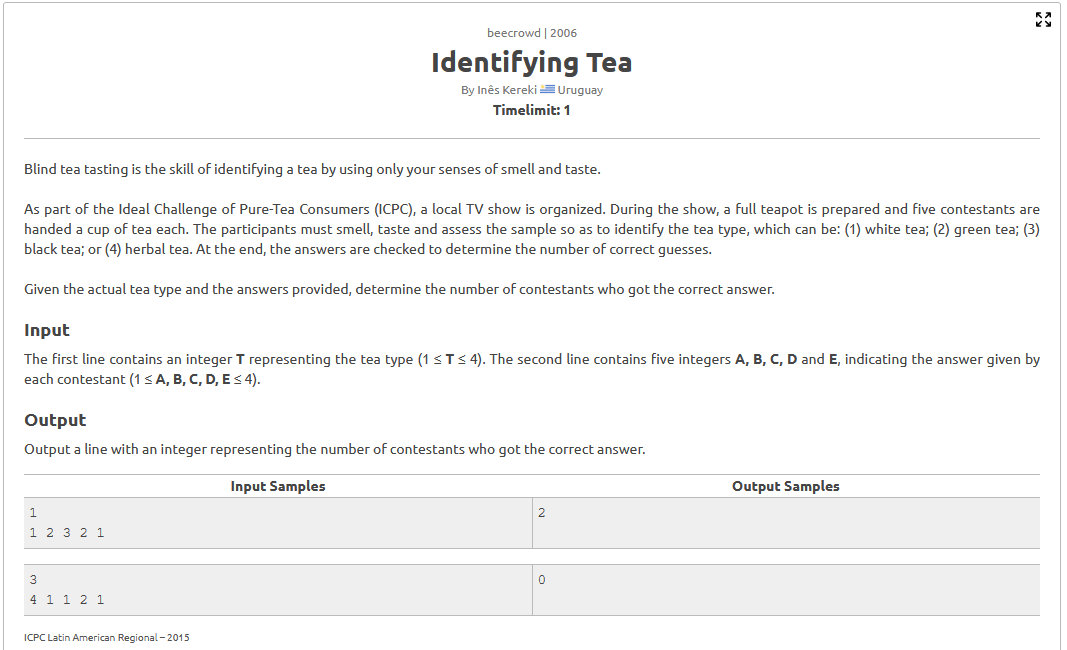 beecrowd | 2006
Identifying Tea
By Inês Kereki Uruguay
Timelimit: 1
Blind tea tasting is the skill of identifying a tea by using only your senses of smell and taste.
As part of the Ideal Challenge of Pure-Tea Consumers (ICPC), a local TV show is organized. During the show, a full teapot is prepared and five contestants are
handed a cup of tea each. The participants must smell, taste and assess the sample so as to identify the tea type, which can be: (1) white tea; (2) green tea; (3)
black tea; or (4) herbal tea. At the end, the answers are checked to determine the number of correct guesses.
Given the actual tea type and the answers provided, determine the number of contestants who got the correct answer.
Input
The first line contains an integer T representing the tea type (1 ≤ T ≤ 4). The second line contains five integers A, B, C, D and E, indicating the answer given by
each contestant (1 ≤ A, B, C, D, E ≤ 4).
Output
Output a line with an integer representing the number of contestants who got the correct answer.
Input Samples Output Samples
1 2
1 2 3 2 1
3 0
4 1 1 2 1
ICPC Latin American Regional – 2015